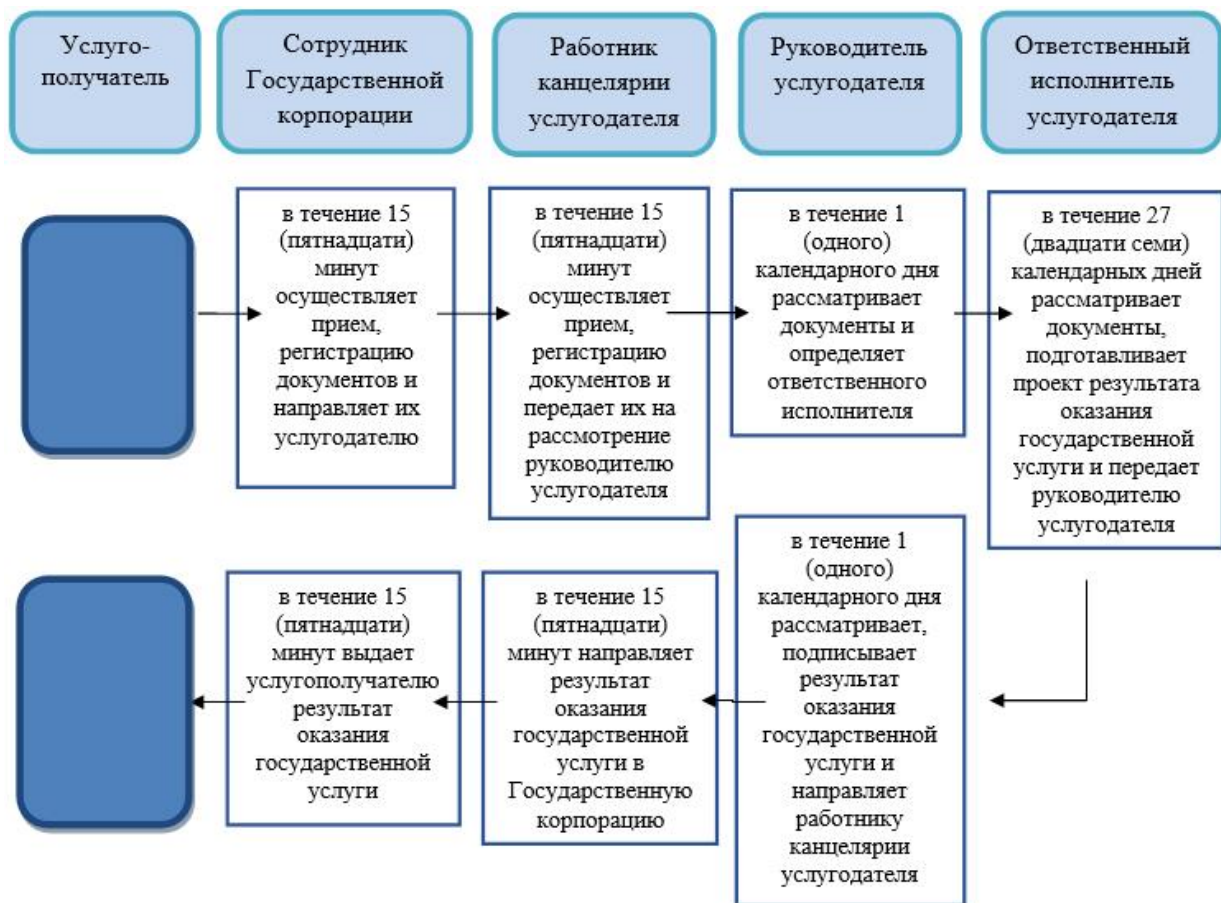 Услуго-
получатель
Сотрудник
Государственной
корпорации
Работник
канцелярии
услугодателя
Руководитель
услугодателя
Ответственный
исполнитель
услугодателя
в течение 15
(пятнадцати)
минут
осуществляет
прием,
регистрацию
документов и
направляет их
услугодателю
в течение 15
(пятнадцати)
минут
осуществляет
прием,
регистрацию
документов и
передает их на
рассмотрение
руководителю
услугодателя
в течение 1
(одного)
календарного дня
рассматривает
документы и
определяет
ответственного
исполнителя
в течение 27
(двадцати семи)
календарных дней
рассматривает
документы,
подготавливает
проект результата
оказания
государственной
услуги и передает
руководителю
услугодателя
в течение 15
(пятнадцати)
минут выдает
услугополучателю
результат
оказания
государственной
услуги
в течение 15
(пятнадцати)
минут направляет
результат
оказания
государственной
услуги в
Государственную
корпорацию
в течение 1
(одного)
календарного дня
рассматривает,
подписывает
результат
оказания
государственной
услуги и
направляет
работнику
канцелярии
услугодателя